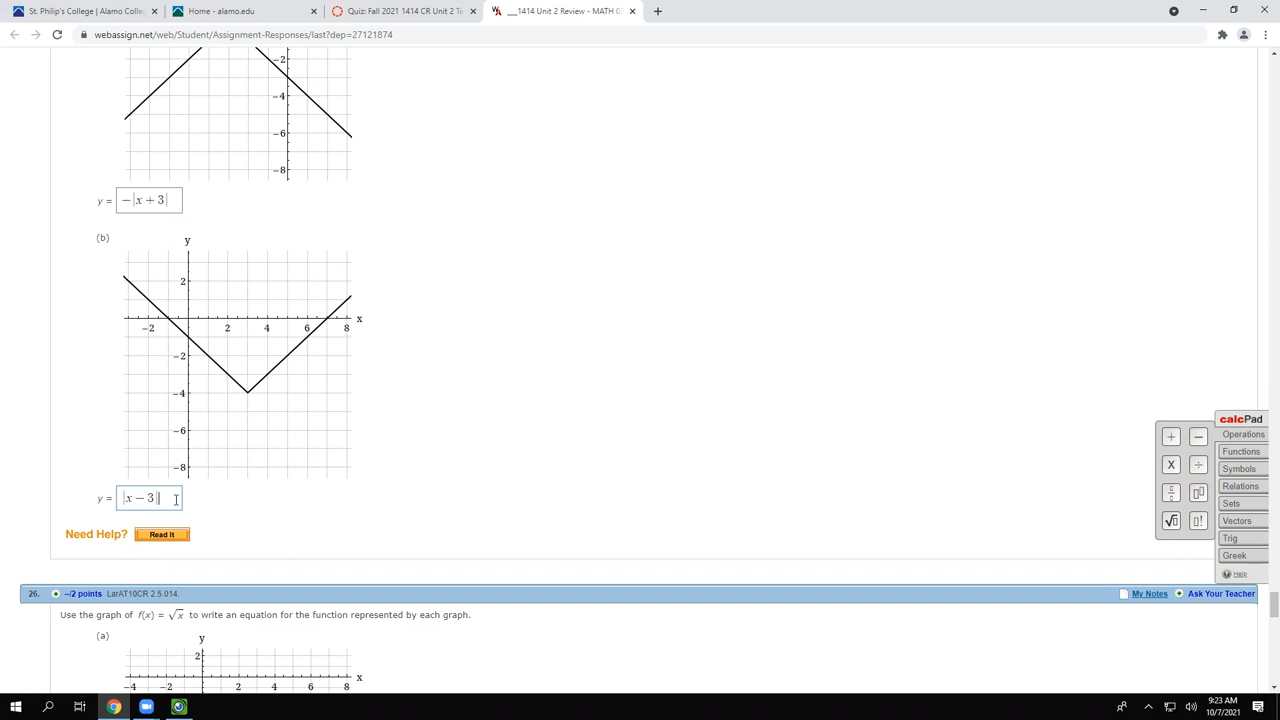 St. Philip's College | Alamo Colle
Home - alamo.edu
Quiz: Fall 2021 1414 CR Unit 2 Te
__1414 Unit 2 Review - MATH 0
webassign.net/web/Student/Assignment-Responses/last?dep=27121874
−2
−4
−6
−8
y = −|x + 3|
(b)
y
2
x
−2 2 4 6 8
−2
−4
−6
−8
y = |x − 3|
Need Help? Read It
calcPad
Operations
Functions
Symbols
Relations
Sets
Vectors
Trig
Greek
Help
+ −
X ÷
√ !
26. –/2 points LarAT10CR 2.5.014. My Notes Ask Your Teacher
Use the graph of f(x) = √x to write an equation for the function represented by each graph.
(a)
y
2
x
−4 −2 2 4 6 8
9:23 AM
10/7/2021